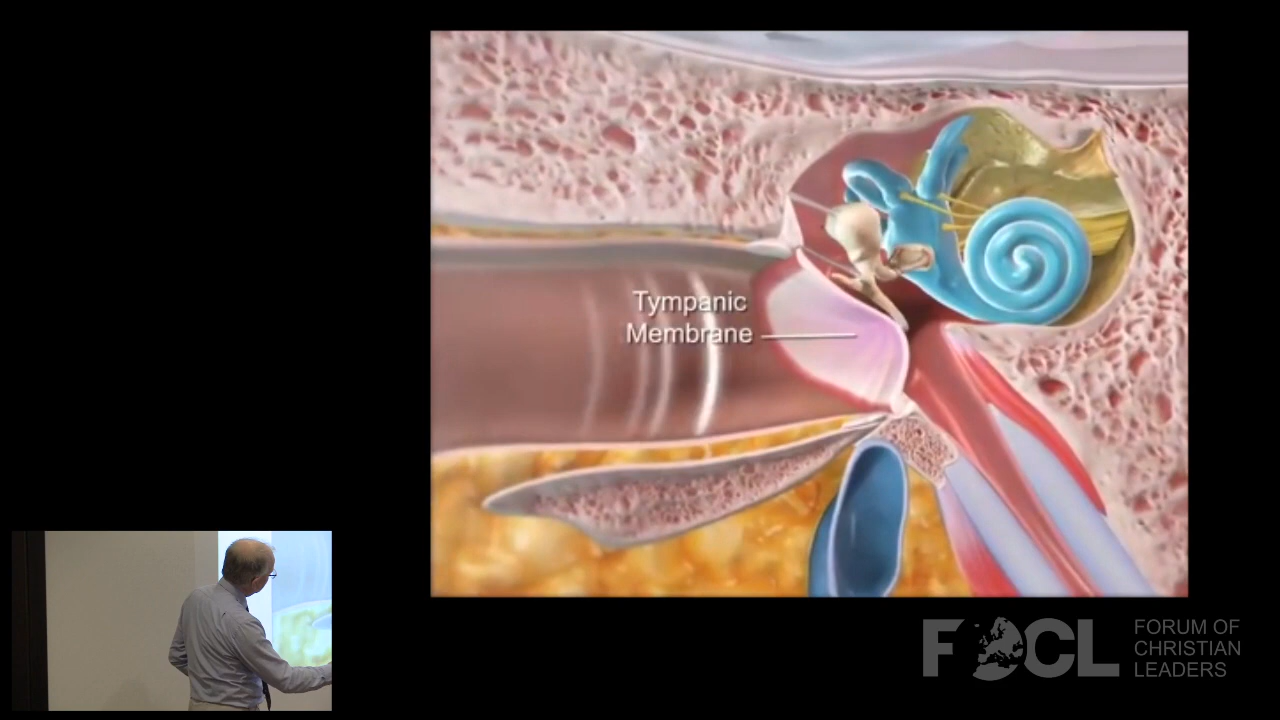 Tympanic
Membrane
FOCL
FORUM OF
CHRISTIAN
LEADERS